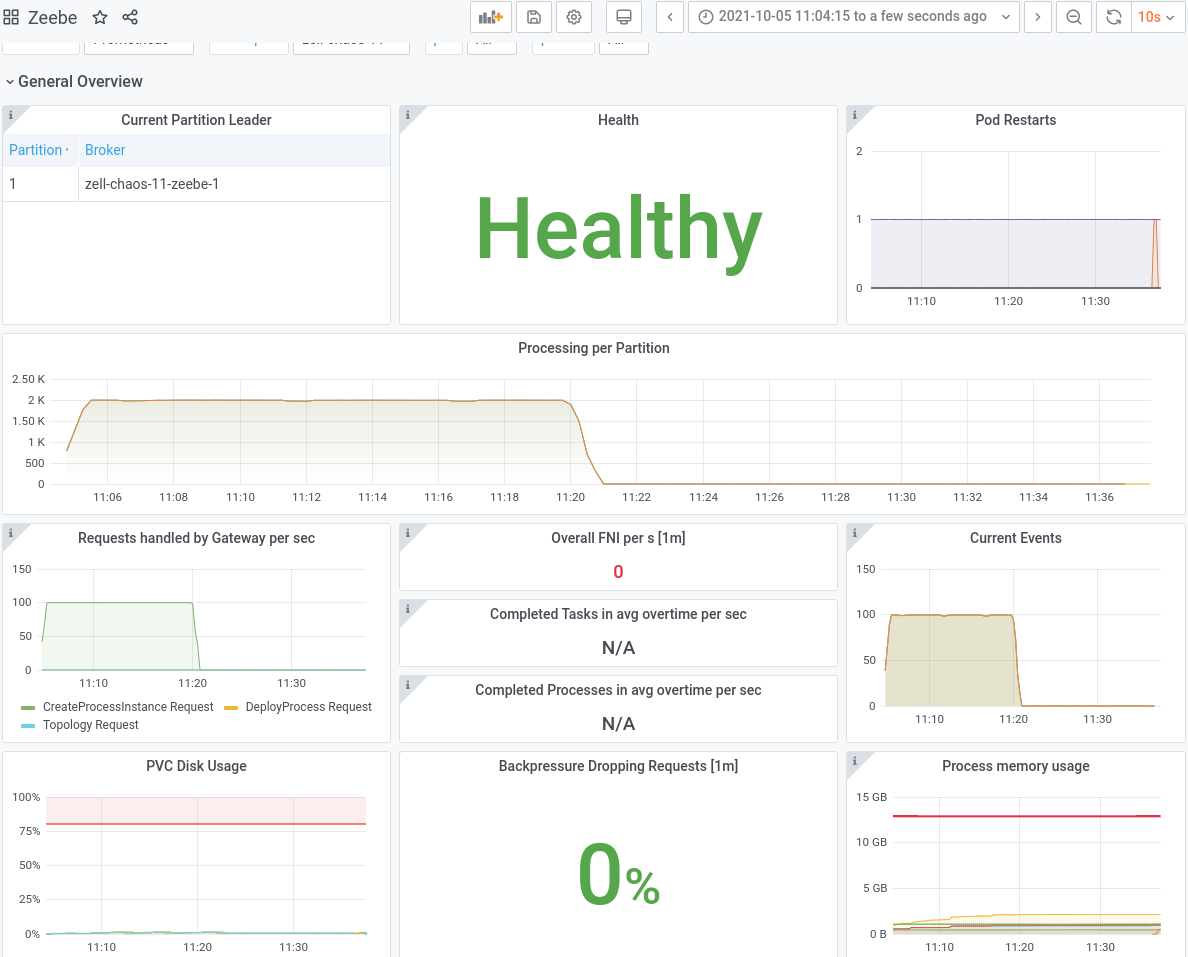 Zeebe
2021-10-05 11:04:15 to a few seconds ago
10s
General Overview
Current Partition Leader
Partition
Broker
1
zell-chaos-11-zeebe-1
Health
Healthy
Pod Restarts
2
1
0
11:10 11:20 11:30
Processing per Partition
2.50 K
2 K
1.50 K
1 K
500
0
11:06 11:08 11:10 11:12 11:14 11:16 11:18 11:20 11:22 11:24 11:26 11:28 11:30 11:32 11:34 11:36
Requests handled by Gateway per sec
150
100
50
0
11:10 11:20 11:30
CreateProcessInstance Request
DeployProcess Request
Topology Request
Overall FNI per s [1m]
0
Completed Tasks in avg overtime per sec
N/A
Completed Processes in avg overtime per sec
N/A
Current Events
150
100
50
0
11:10 11:20 11:30
PVC Disk Usage
100%
75%
50%
25%
0%
11:10 11:20 11:30
Backpressure Dropping Requests [1m]
0%
Process memory usage
15 GB
10 GB
5 GB
0 B
11:10 11:20 11:30